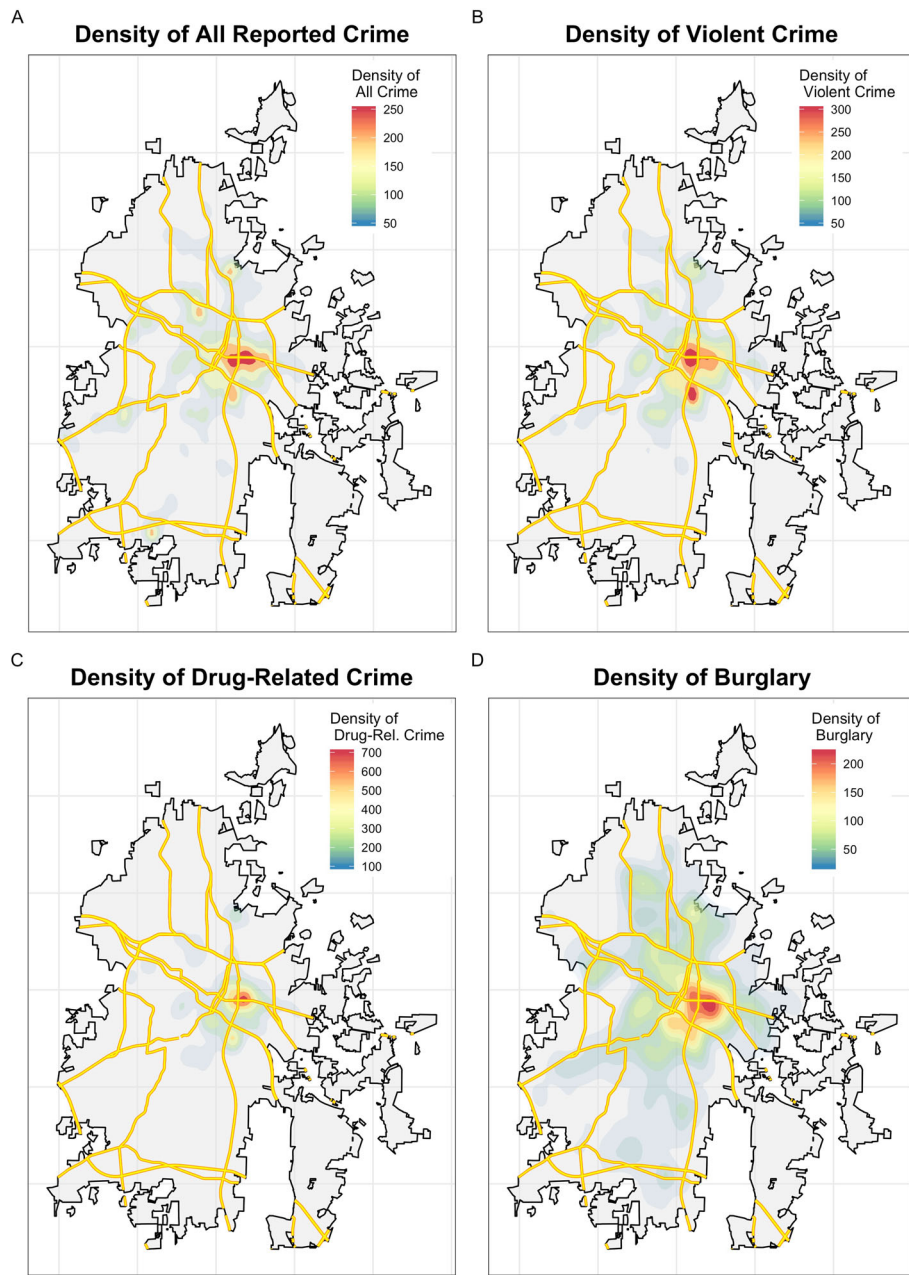 A
Density of All Reported Crime
Density of
All Crime
250
200
150
100
50
B
Density of Violent Crime
Density of
Violent Crime
300
250
200
150
100
50
C
Density of Drug-Related Crime
Density of
Drug-Rel. Crime
700
600
500
400
300
200
100
D
Density of Burglary
Density of
Burglary
200
150
100
50